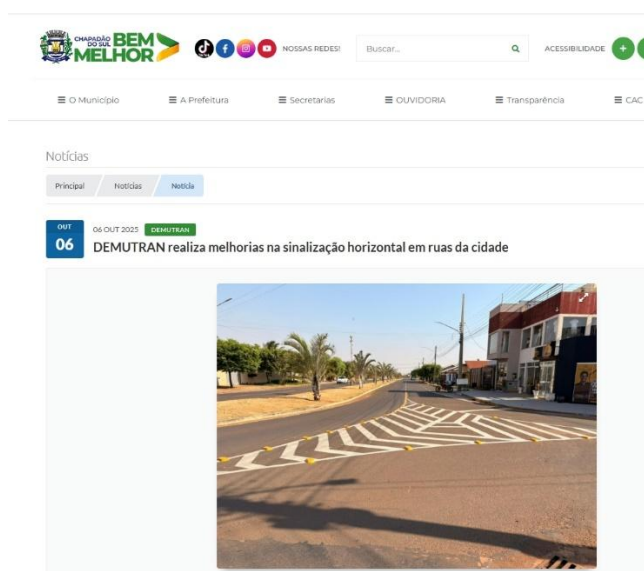 CHAPADÃO DO SUL BEM MELHOR
NOSSAS REDES!
Buscar...
ACESSIBILIDADE +
O Município
A Prefeitura
Secretarias
OUVIDORIA
Transparência
CAC
Notícias
Principal
Notícias
Notícia
OUT
06
06 OUT 2025 DEMUTRAN
DEMUTRAN realiza melhorias na sinalização horizontal em ruas da cidade